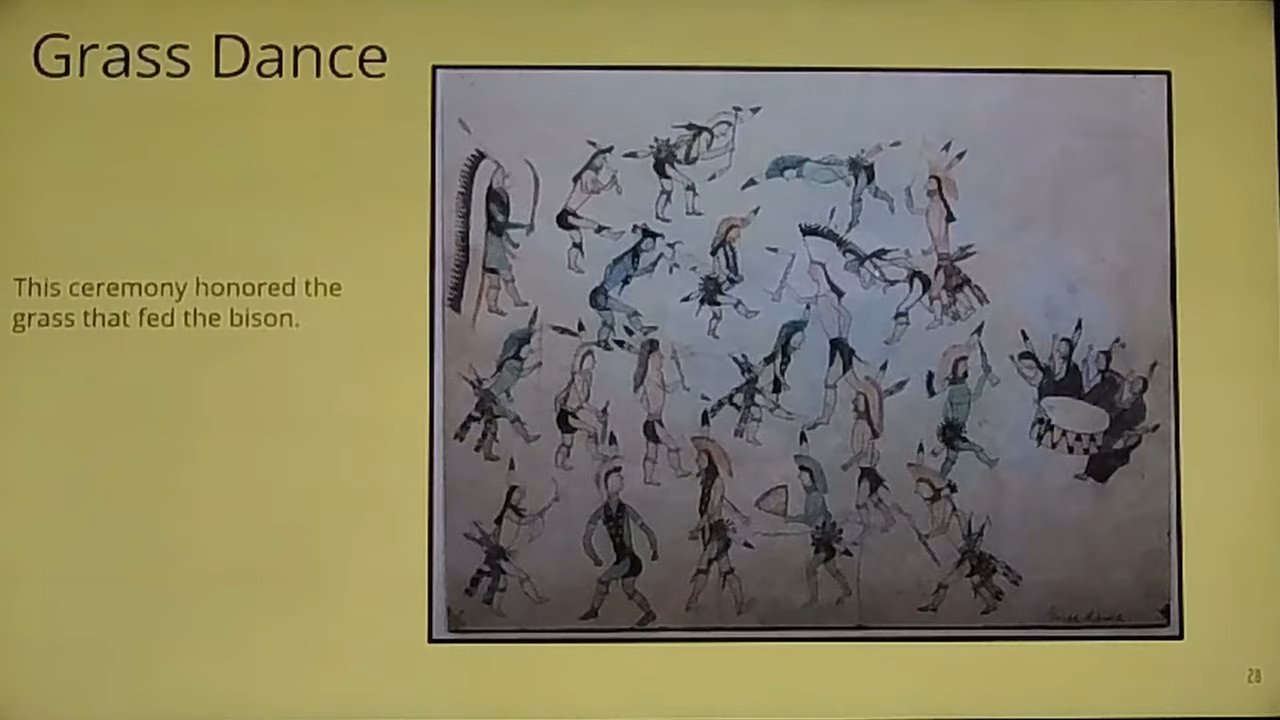 Grass Dance
This ceremony honored the
grass that fed the bison.
28